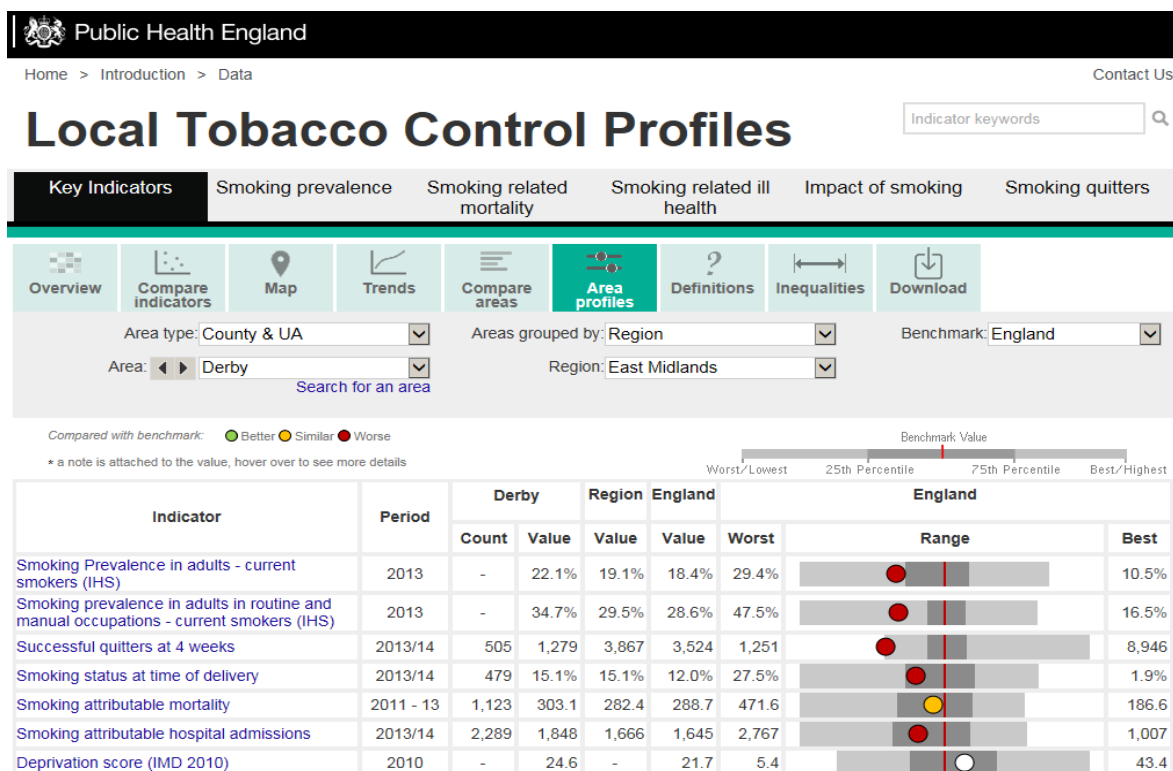 Public Health England
Home > Introduction > Data
Contact Us
Local Tobacco Control Profiles
Indicator keywords
Key Indicators Smoking prevalence Smoking related mortality Smoking related ill health Impact of smoking Smoking quitters
Overview Compare indicators Map Trends Compare areas Area profiles ? Definitions Inequalities Download
Area type: County & UA Areas grouped by: Region Benchmark: England
Area: Derby Region: East Midlands
Search for an area
Compared with benchmark: Better Similar Worse
* a note is attached to the value, hover over to see more details
Benchmark Value
Worst/Lowest 25th Percentile 75th Percentile Best/Highest
Indicator Period Derby Region England England
Count Value Value Value Worst Range Best
Smoking Prevalence in adults - current
smokers (IHS) 2013 - 22.1% 19.1% 18.4% 29.4% 10.5%
Smoking prevalence in adults in routine and
manual occupations - current smokers (IHS) 2013 - 34.7% 29.5% 28.6% 47.5% 16.5%
Successful quitters at 4 weeks 2013/14 505 1,279 3,867 3,524 1,251 8,946
Smoking status at time of delivery 2013/14 479 15.1% 15.1% 12.0% 27.5% 1.9%
Smoking attributable mortality 2011 - 13 1,123 303.1 282.4 288.7 471.6 186.6
Smoking attributable hospital admissions 2013/14 2,289 1,848 1,666 1,645 2,767 1,007
Deprivation score (IMD 2010) 2010 - 24.6 - 21.7 5.4 43.4